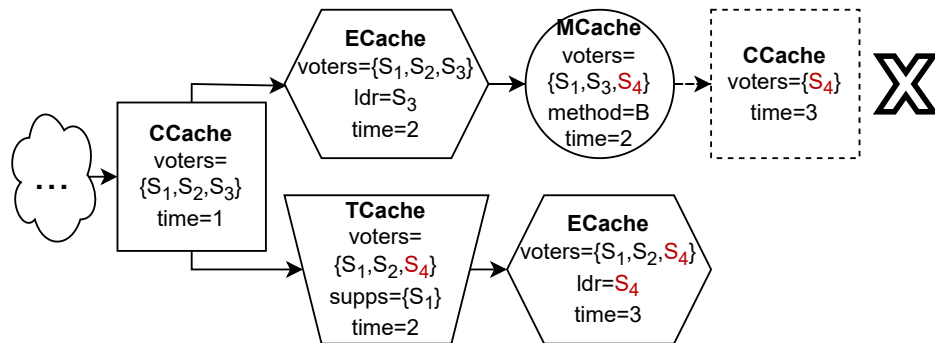 ...
CCache
voters=
{S₁,S₂,S₃}
time=1
ECache
voters={S₁,S₂,S₃}
ldr=S₃
time=2
MCache
voters=
{S₁,S₃,S₄}
method=B
time=2
CCache
voters={S₄}
time=3
X
TCache
voters=
{S₁,S₂,S₄}
supps={S₁}
time=2
ECache
voters={S₁,S₂,S₄}
ldr=S₄
time=3